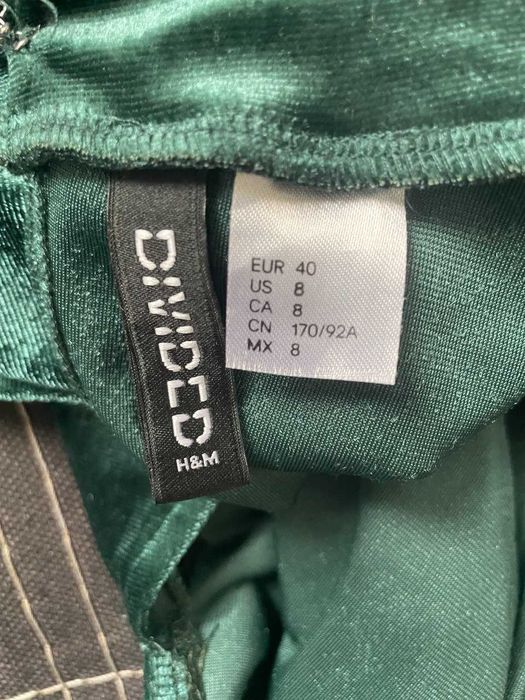 DIVIDED
H&M
EUR 40
US 8
CA 8
CN 170/92A
MX 8